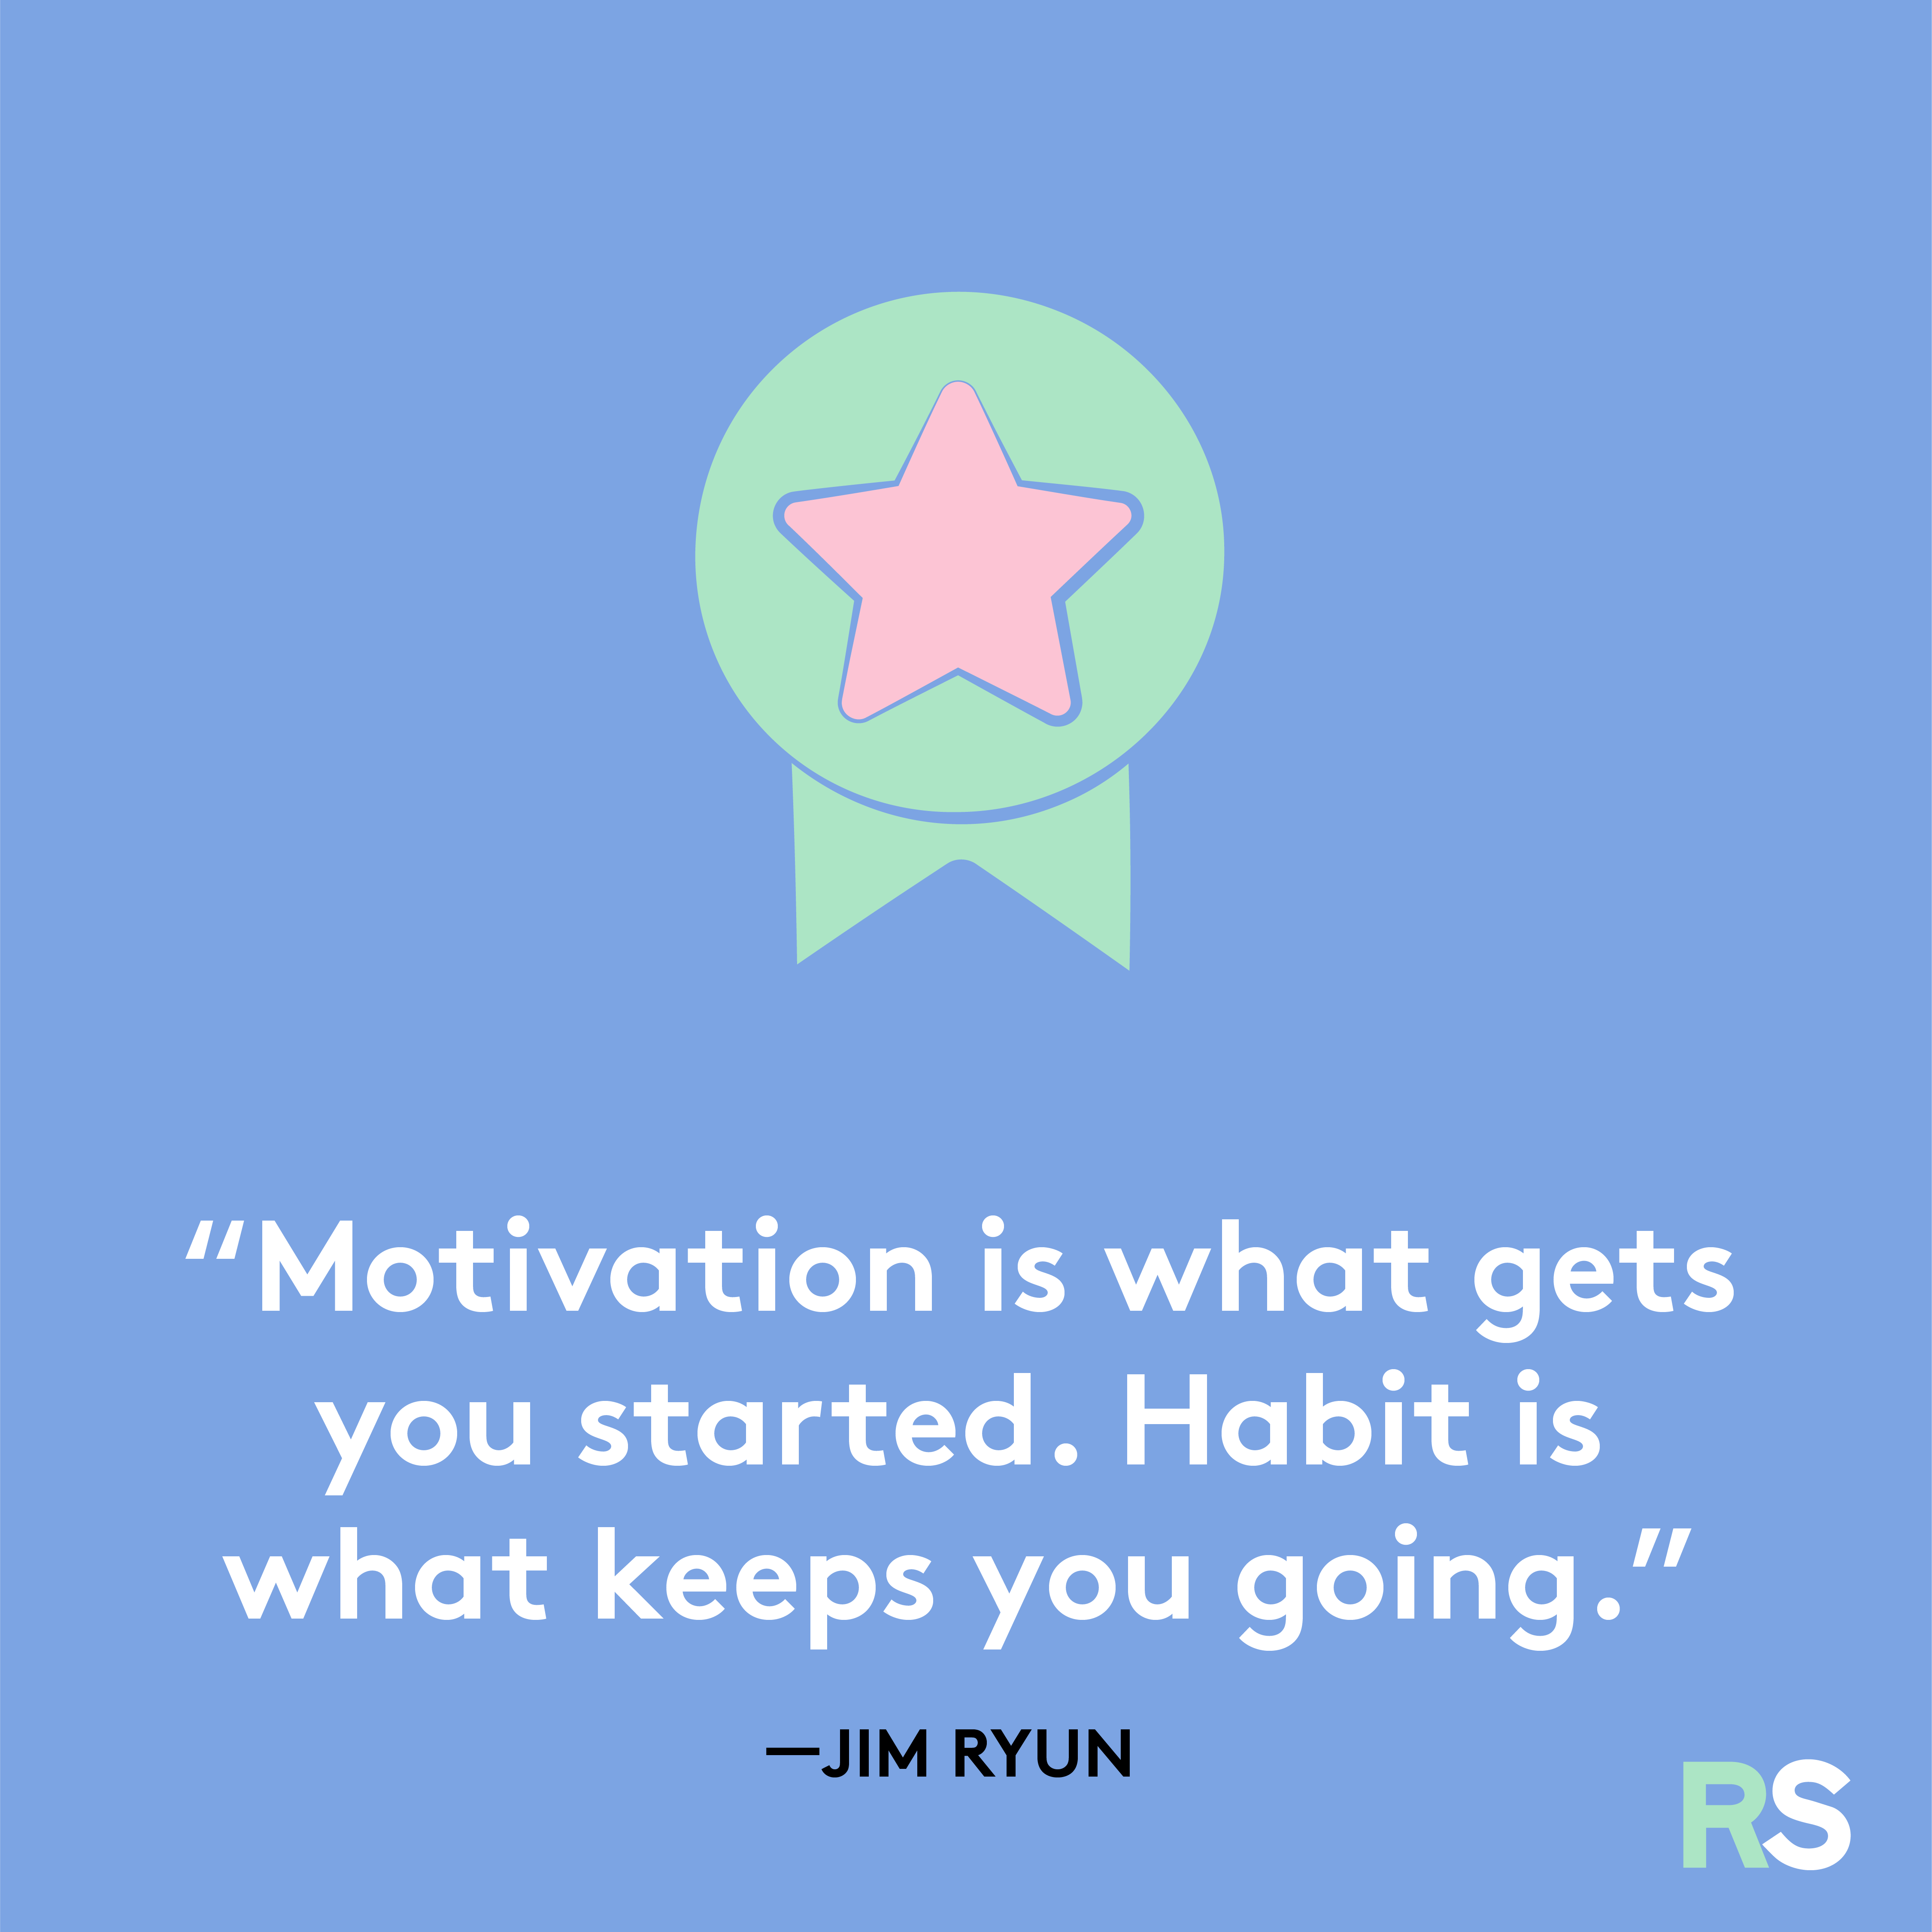 “Motivation is what gets
you started. Habit is
what keeps you going.”
—JIM RYUN
RS